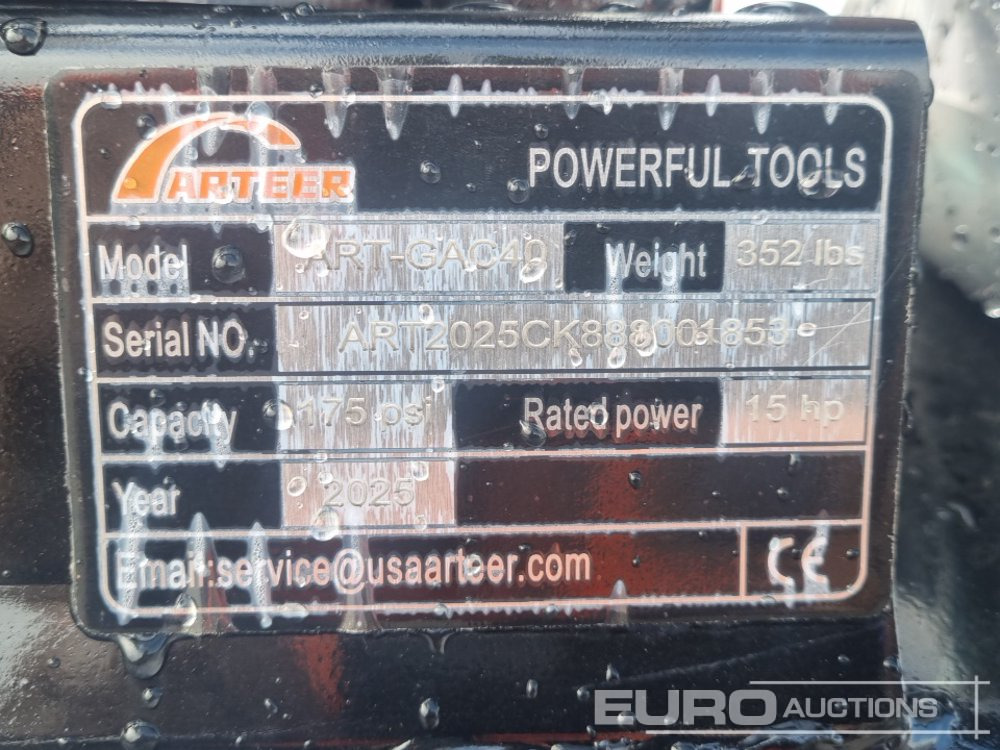 ARTEER
POWERFUL TOOLS
Model ART-GAC40 Weight 352 lbs
Serial NO. ART2025CK888001853
Capacity 175 psi Rated power 15 hp
Year 2025
Email:service@usaarteer.com CE
EURO AUCTIONS